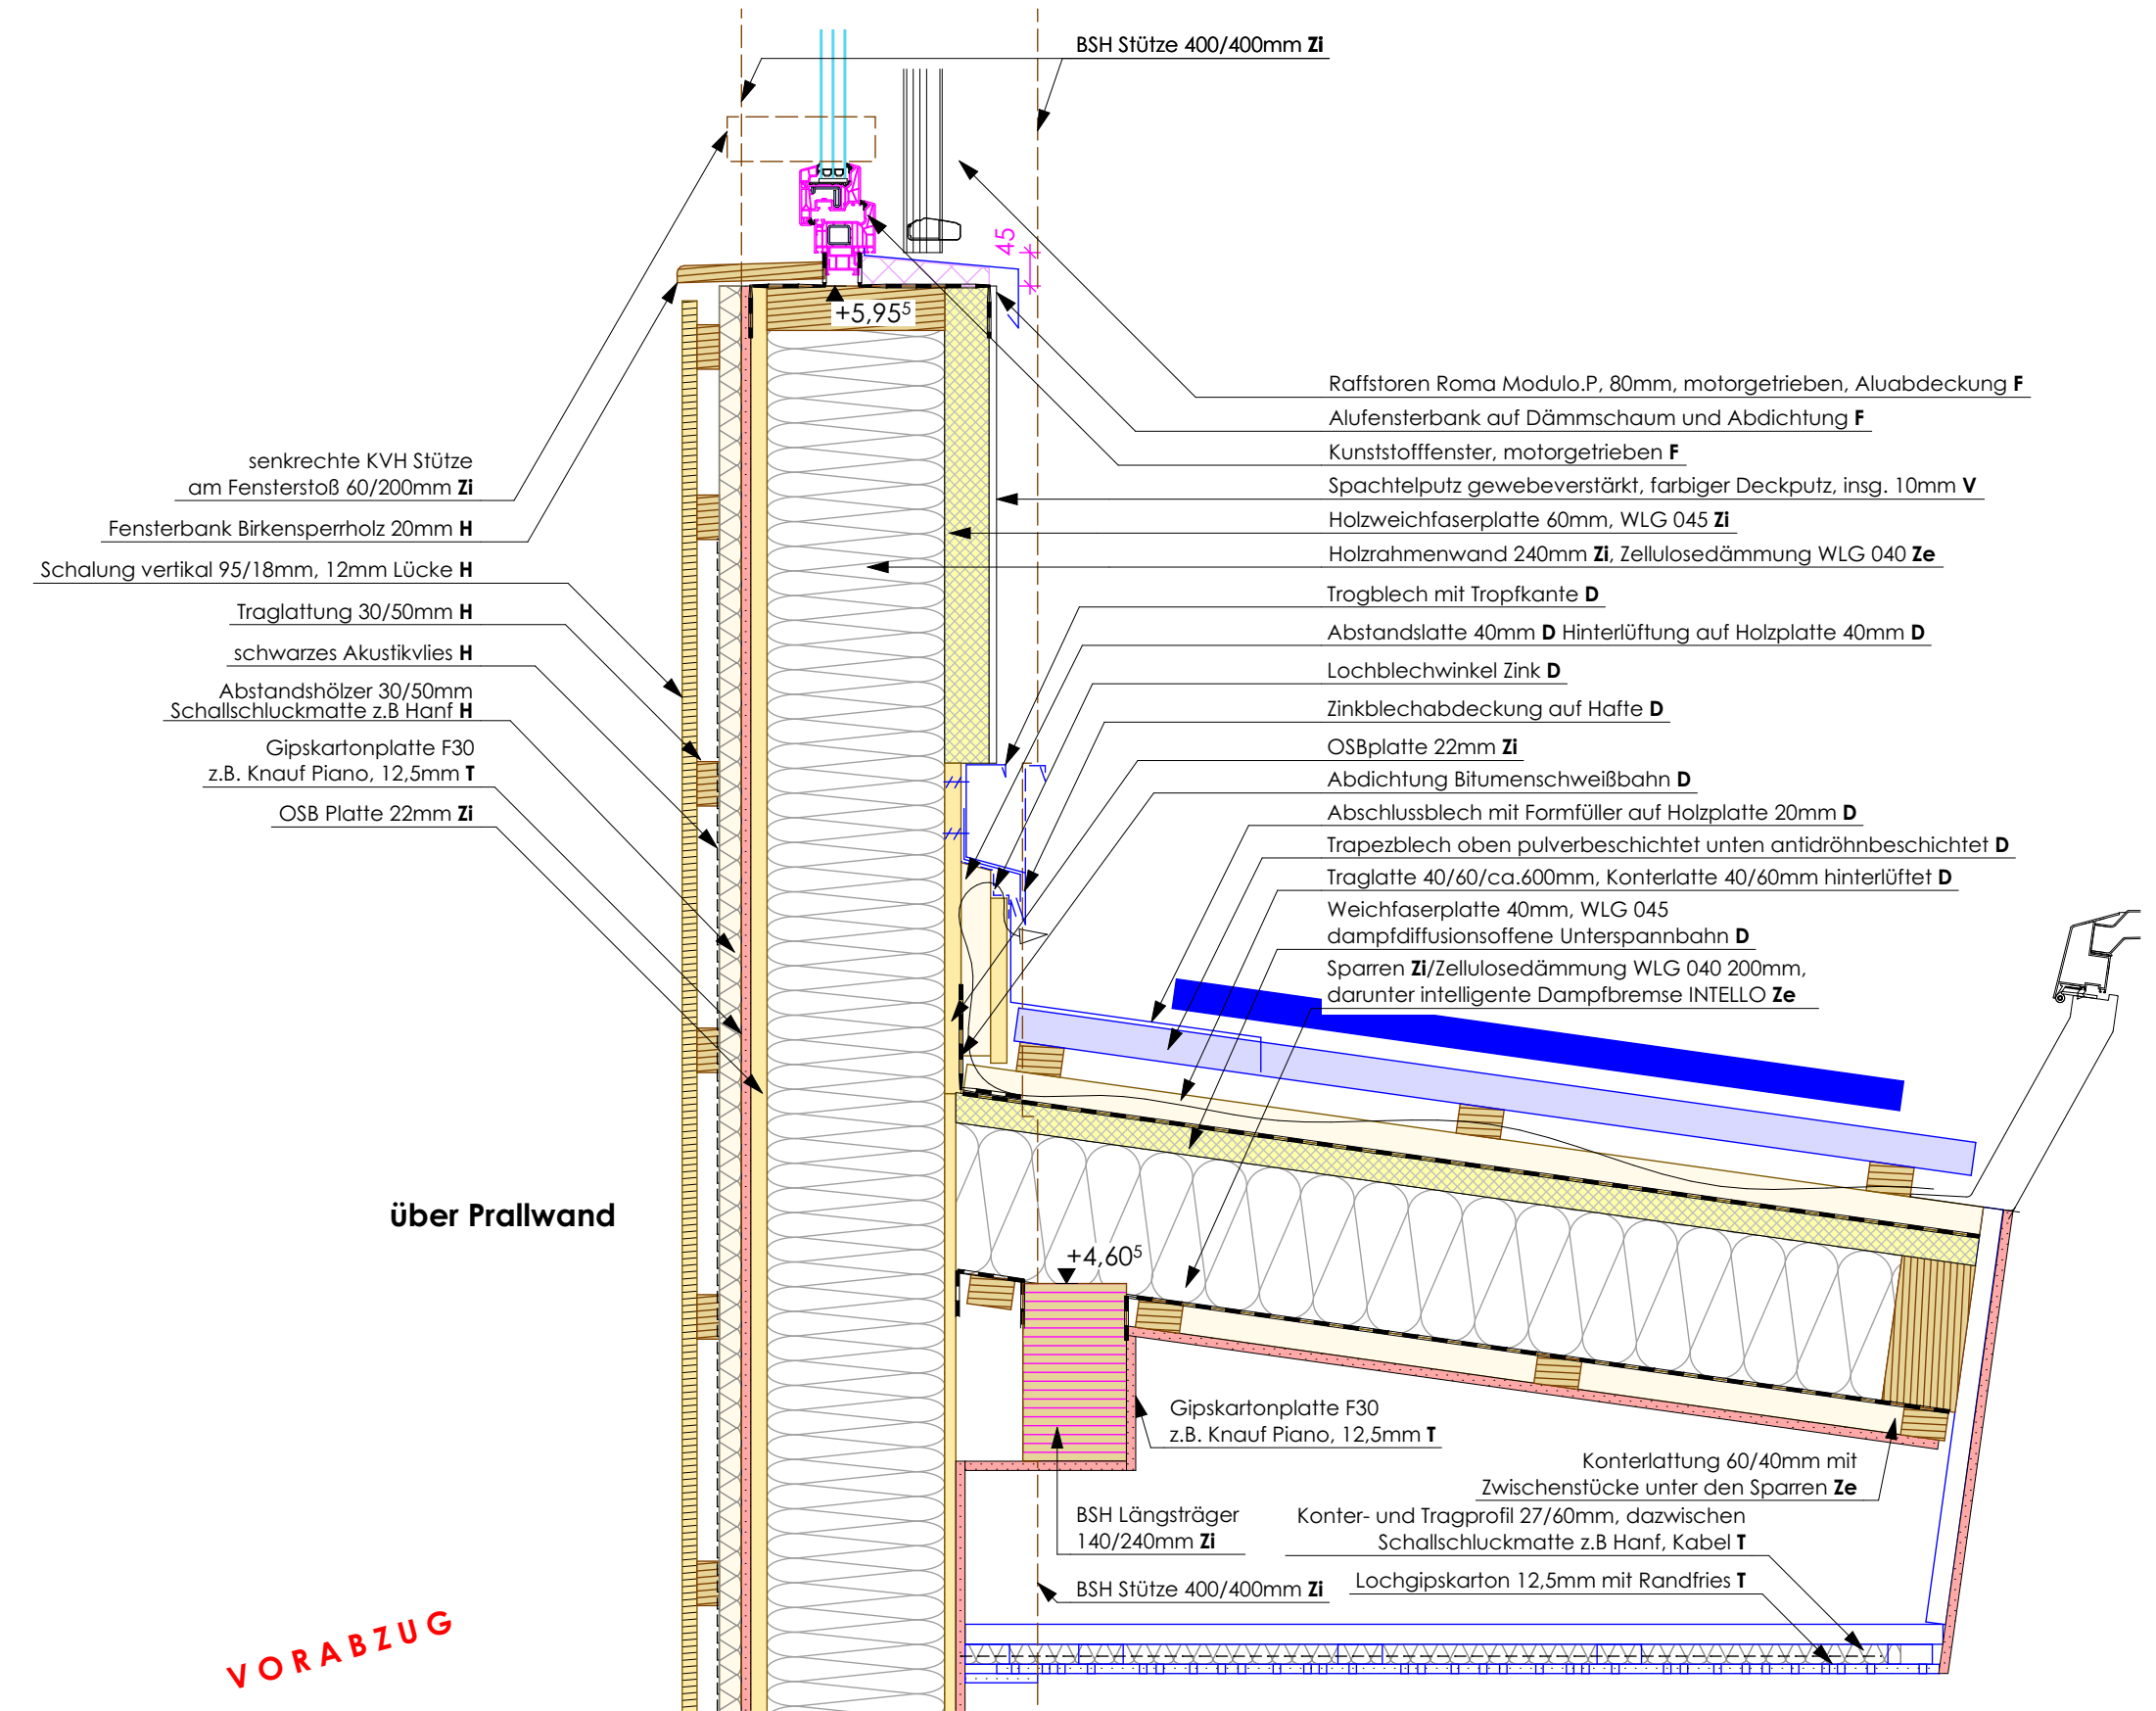 BSH Stütze 400/400mm Zi
45
+5,95⁵
senkrechte KVH Stütze
am Fensterstoß 60/200mm Zi
Fensterbank Birkensperrholz 20mm H
Schalung vertikal 95/18mm, 12mm Lücke H
Traglattung 30/50mm H
schwarzes Akustikvlies H
Abstandshölzer 30/50mm
Schallschluckmatte z.B Hanf H
Gipskartonplatte F30
z.B. Knauf Piano, 12,5mm T
OSB Platte 22mm Zi
Raffstoren Roma Modulo.P, 80mm, motorgetrieben, Aluabdeckung F
Alufensterbank auf Dämmschaum und Abdichtung F
Kunststofffenster, motorgetrieben F
Spachtelputz gewebeverstärkt, farbiger Deckputz, insg. 10mm V
Holzweichfaserplatte 60mm, WLG 045 Zi
Holzrahmenwand 240mm Zi, Zellulosedämmung WLG 040 Ze
Trogblech mit Tropfkante D
Abstandslatte 40mm D Hinterlüftung auf Holzplatte 40mm D
Lochblechwinkel Zink D
Zinkblechabdeckung auf Hafte D
OSBplatte 22mm Zi
Abdichtung Bitumenschweißbahn D
Abschlussblech mit Formfüller auf Holzplatte 20mm D
Trapezblech oben pulverbeschichtet unten antidröhnbeschichtet D
Traglatte 40/60/ca.600mm, Konterlatte 40/60mm hinterlüftet D
Weichfaserplatte 40mm, WLG 045
dampfdiffusionsoffene Unterspannbahn D
Sparren Zi/Zellulosedämmung WLG 040 200mm,
darunter intelligente Dampfbremse INTELLO Ze
über Prallwand
+4,60⁵
Gipskartonplatte F30
z.B. Knauf Piano, 12,5mm T
Konterlattung 60/40mm mit
Zwischenstücke unter den Sparren Ze
BSH Längsträger
140/240mm Zi
Konter- und Tragprofil 27/60mm, dazwischen
Schallschluckmatte z.B Hanf, Kabel T
BSH Stütze 400/400mm Zi
Lochgipskarton 12,5mm mit Randfries T
VORABZUG